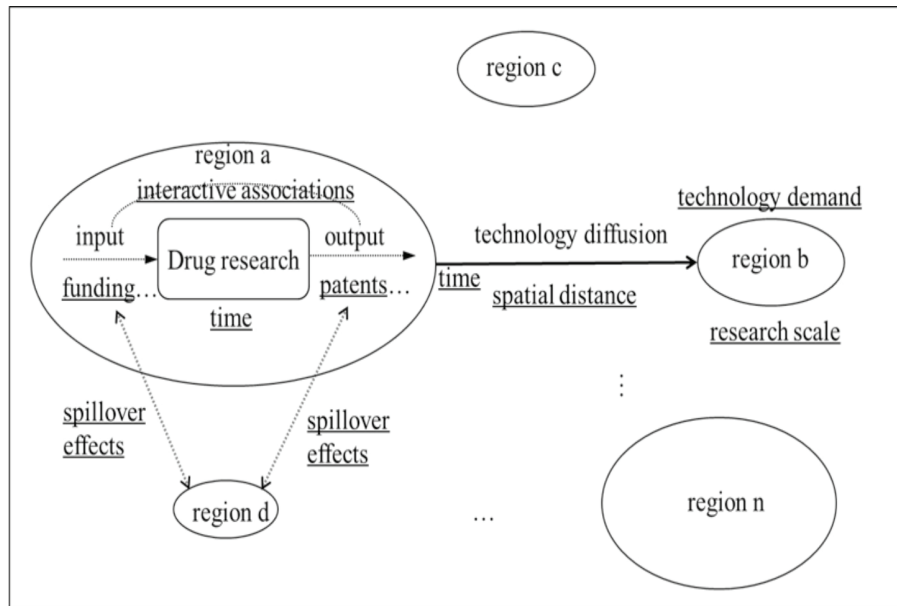 region c
region a
interactive associations
input
output
Drug research
funding…
patents…
time
technology diffusion
time
spatial distance
technology demand
region b
research scale
⋮
spillover
effects
spillover
effects
region d
…
region n